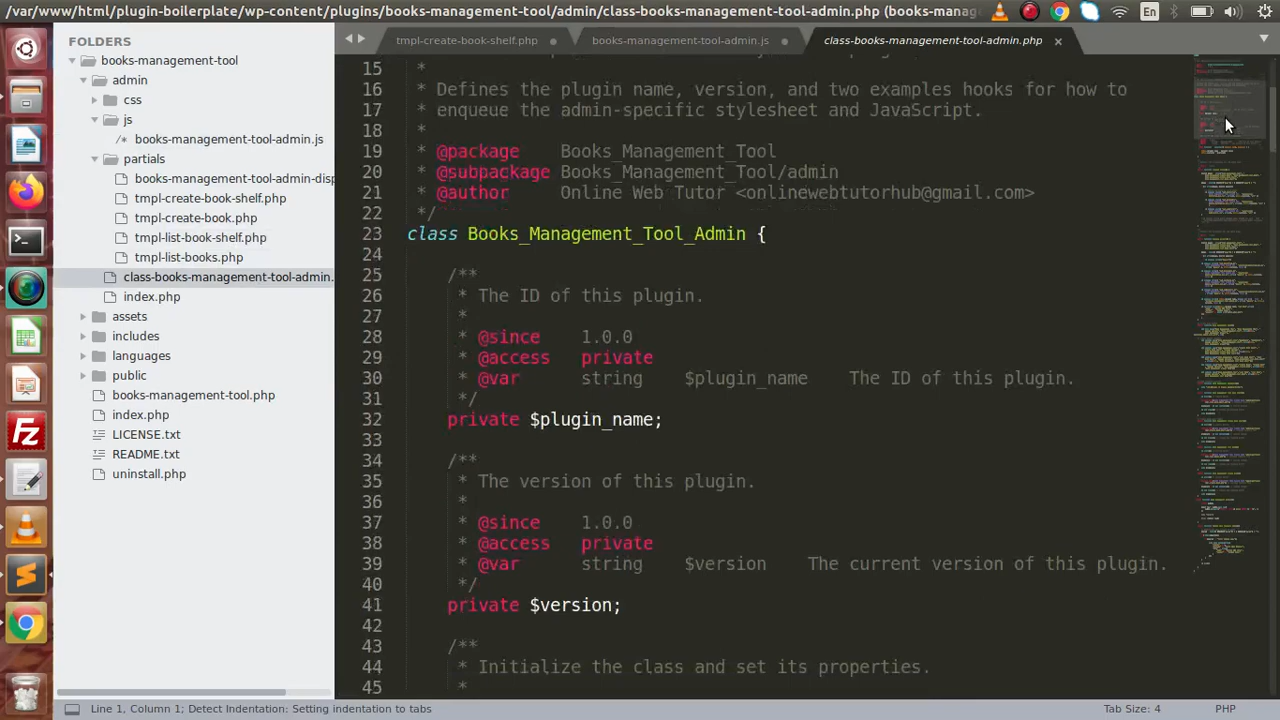 /var/www/html/plugin-boilerplate/wp-content/plugins/books-management-tool/admin/class-books-management-tool-admin.php (books-manag
En
FOLDERS
books-management-tool
admin
css
js
books-management-tool-admin.js
partials
books-management-tool-admin-disp
tmpl-create-book-shelf.php
tmpl-create-book.php
tmpl-list-book-shelf.php
tmpl-list-books.php
class-books-management-tool-admin.
index.php
assets
includes
languages
public
books-management-tool.php
index.php
LICENSE.txt
README.txt
uninstall.php
tmpl-create-book-shelf.php
books-management-tool-admin.js
class-books-management-tool-admin.php
15 *
16 * Defines the plugin name, version, and two examples hooks for how to
17 * enqueue the admin-specific stylesheet and JavaScript.
18 *
19 * @package Books_Management_Tool
20 * @subpackage Books_Management_Tool/admin
21 * @author Online Web Tutor <onlinewebtutorhub@gmail.com>
22 */
23 class Books_Management_Tool_Admin {
24
25 /**
26 * The ID of this plugin.
27 *
28 * @since 1.0.0
29 * @access private
30 * @var string $plugin_name The ID of this plugin.
31 */
32 private $plugin_name;
33
34 /**
35 * The version of this plugin.
36 *
37 * @since 1.0.0
38 * @access private
39 * @var string $version The current version of this plugin.
40 */
41 private $version;
42
43 /**
44 * Initialize the class and set its properties.
45 *
Line 1, Column 1; Detect Indentation: Setting indentation to tabs
Tab Size: 4
PHP